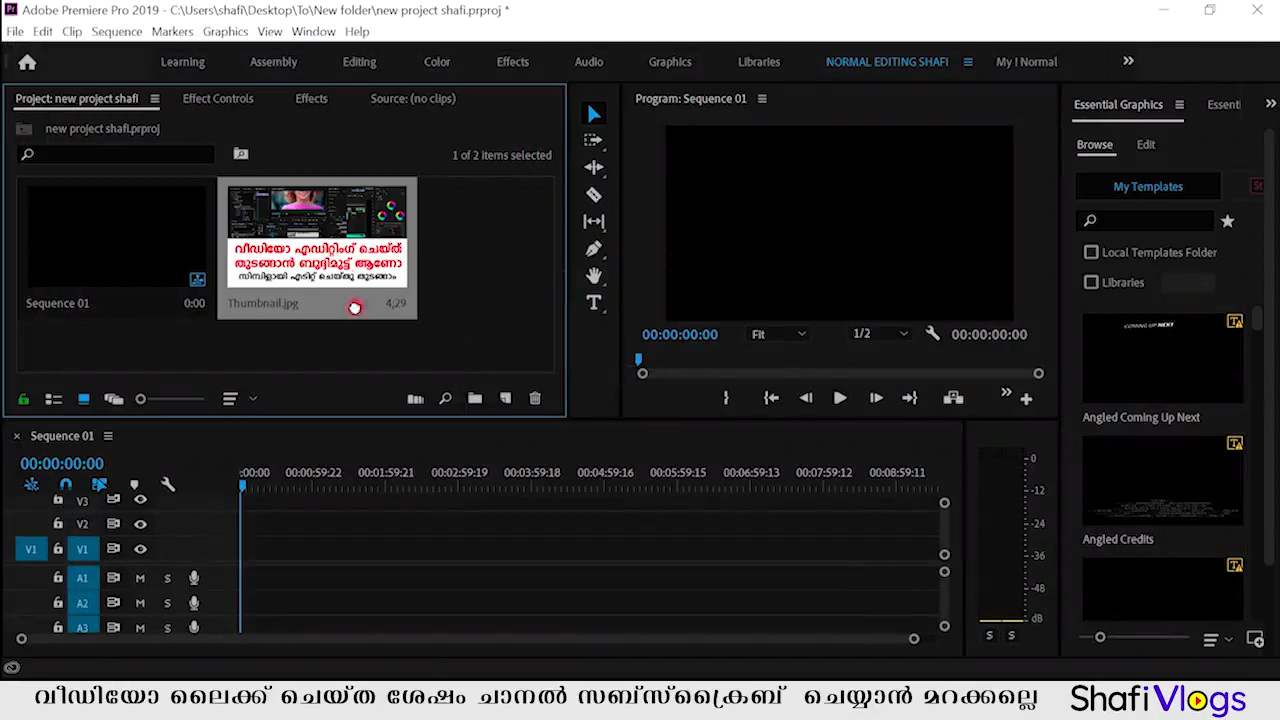 Adobe Premiere Pro 2019 - C:\Users\shafi\Desktop\To\New folder\new project shafi.prproj *
File Edit Clip Sequence Markers Graphics View Window Help
Learning Assembly Editing Color Effects Audio Graphics Libraries NORMAL EDITING SHAFI My I Normal
Project: new project shafi Effect Controls Effects Source: (no clips)
new project shafi.prproj
1 of 2 items selected
വീഡിയോ എഡിറ്റിംഗ് ചെയ്ത്
തുടങ്ങാൻ ബുദ്ദിമുട്ട് ആണോ
സിമ്പിളായി എടിറ്റ് ചെയ്തു തുടങ്ങാം
Sequence 01 0:00
Thumbnail.jpg 4;29
Program: Sequence 01
00:00:00:00 Fit 1/2 00:00:00:00
Essential Graphics Essent
Browse Edit
My Templates
Local Templates Folder
Libraries
COMING UP NEXT
Angled Coming Up Next
Angled Credits
Sequence 01
00:00:00:00
:00:00 00:00:59:22 00:01:59:21 00:02:59:19 00:03:59:18 00:04:59:16 00:05:59:15 00:06:59:13 00:07:59:12 00:08:59:11
V3
V2
V1 V1
A1 M S
A2 M S
A3 M S
0
-12
-24
-36
-48
dB
S S
വീഡിയോ ലൈക്ക് ചെയ്ത ശേഷം ചാനൽ സബ്സ്ക്രൈബ് ചെയ്യാൻ മറക്കല്ലെ
Shafi Vlogs